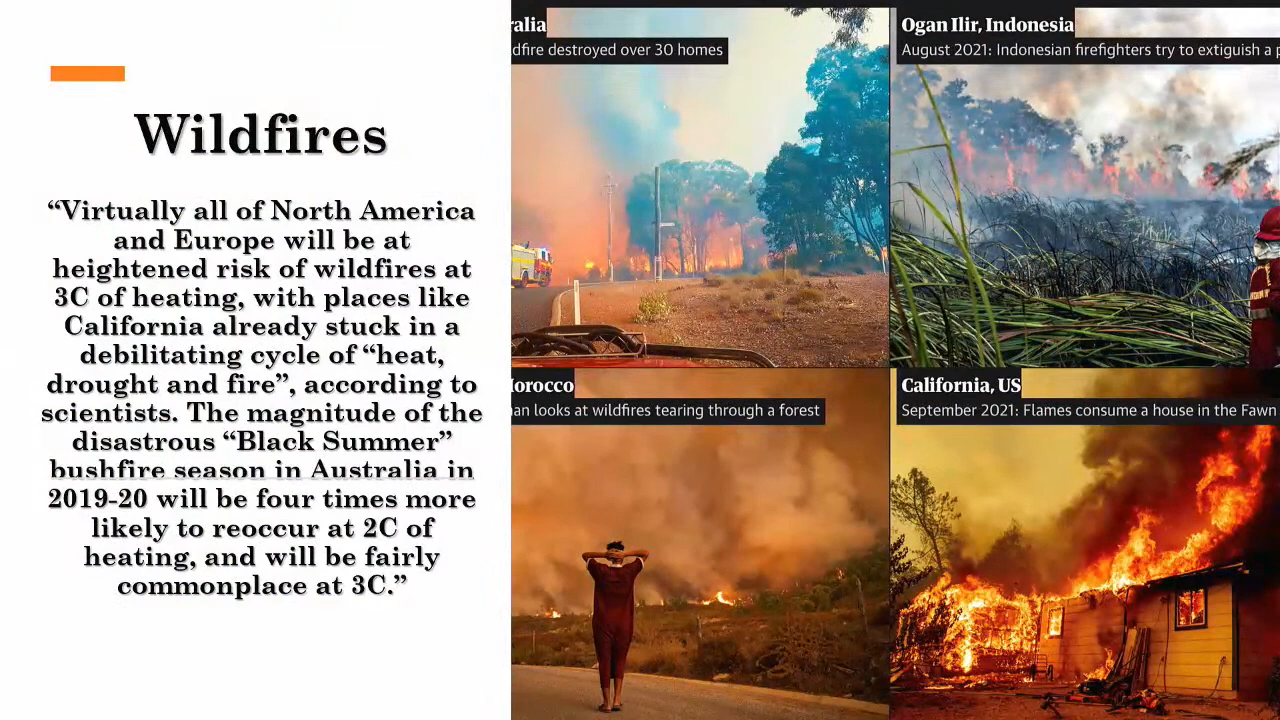 Wildfires
“Virtually all of North America
and Europe will be at
heightened risk of wildfires at
3C of heating, with places like
California already stuck in a
debilitating cycle of “heat,
drought and fire”, according to
scientists. The magnitude of the
disastrous “Black Summer”
bushfire season in Australia in
2019-20 will be four times more
likely to reoccur at 2C of
heating, and will be fairly
commonplace at 3C.”
ralia
dfire destroyed over 30 homes
Ogan Ilir, Indonesia
August 2021: Indonesian firefighters try to extiguish a p
Morocco
an looks at wildfires tearing through a forest
California, US
September 2021: Flames consume a house in the Fawn